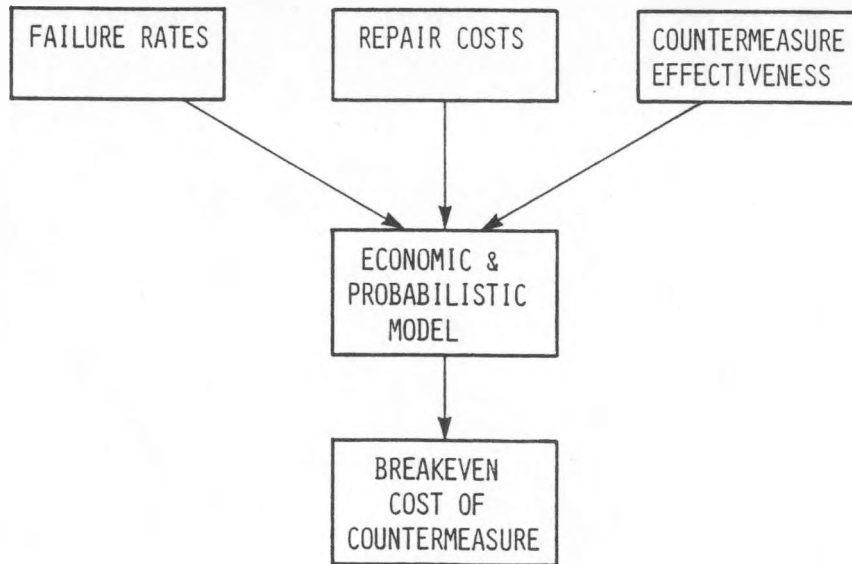 FAILURE RATES
REPAIR COSTS
COUNTERMEASURE
EFFECTIVENESS
ECONOMIC &
PROBABILISTIC
MODEL
BREAKEVEN
COST OF
COUNTERMEASURE